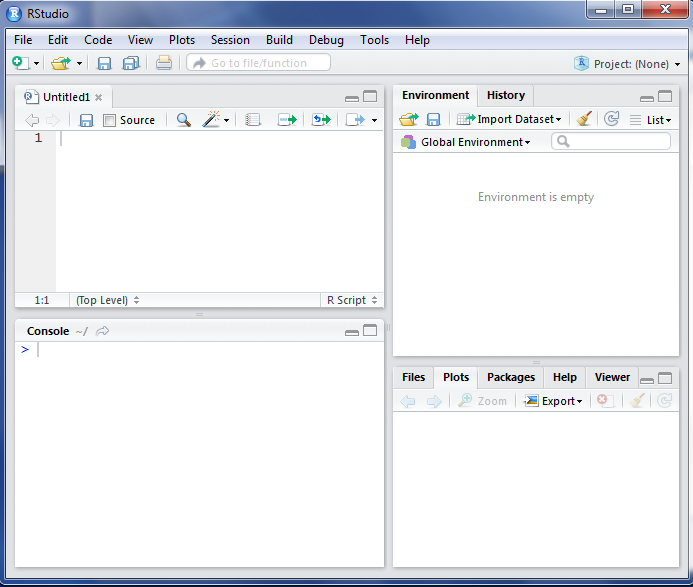 RStudio
File Edit Code View Plots Session Build Debug Tools Help
Go to file/function Project: (None)
Untitled1
Source
1
1:1 (Top Level) R Script
Console ~/
>
Environment History
Import Dataset List
Global Environment
Environment is empty
Files Plots Packages Help Viewer
Zoom Export